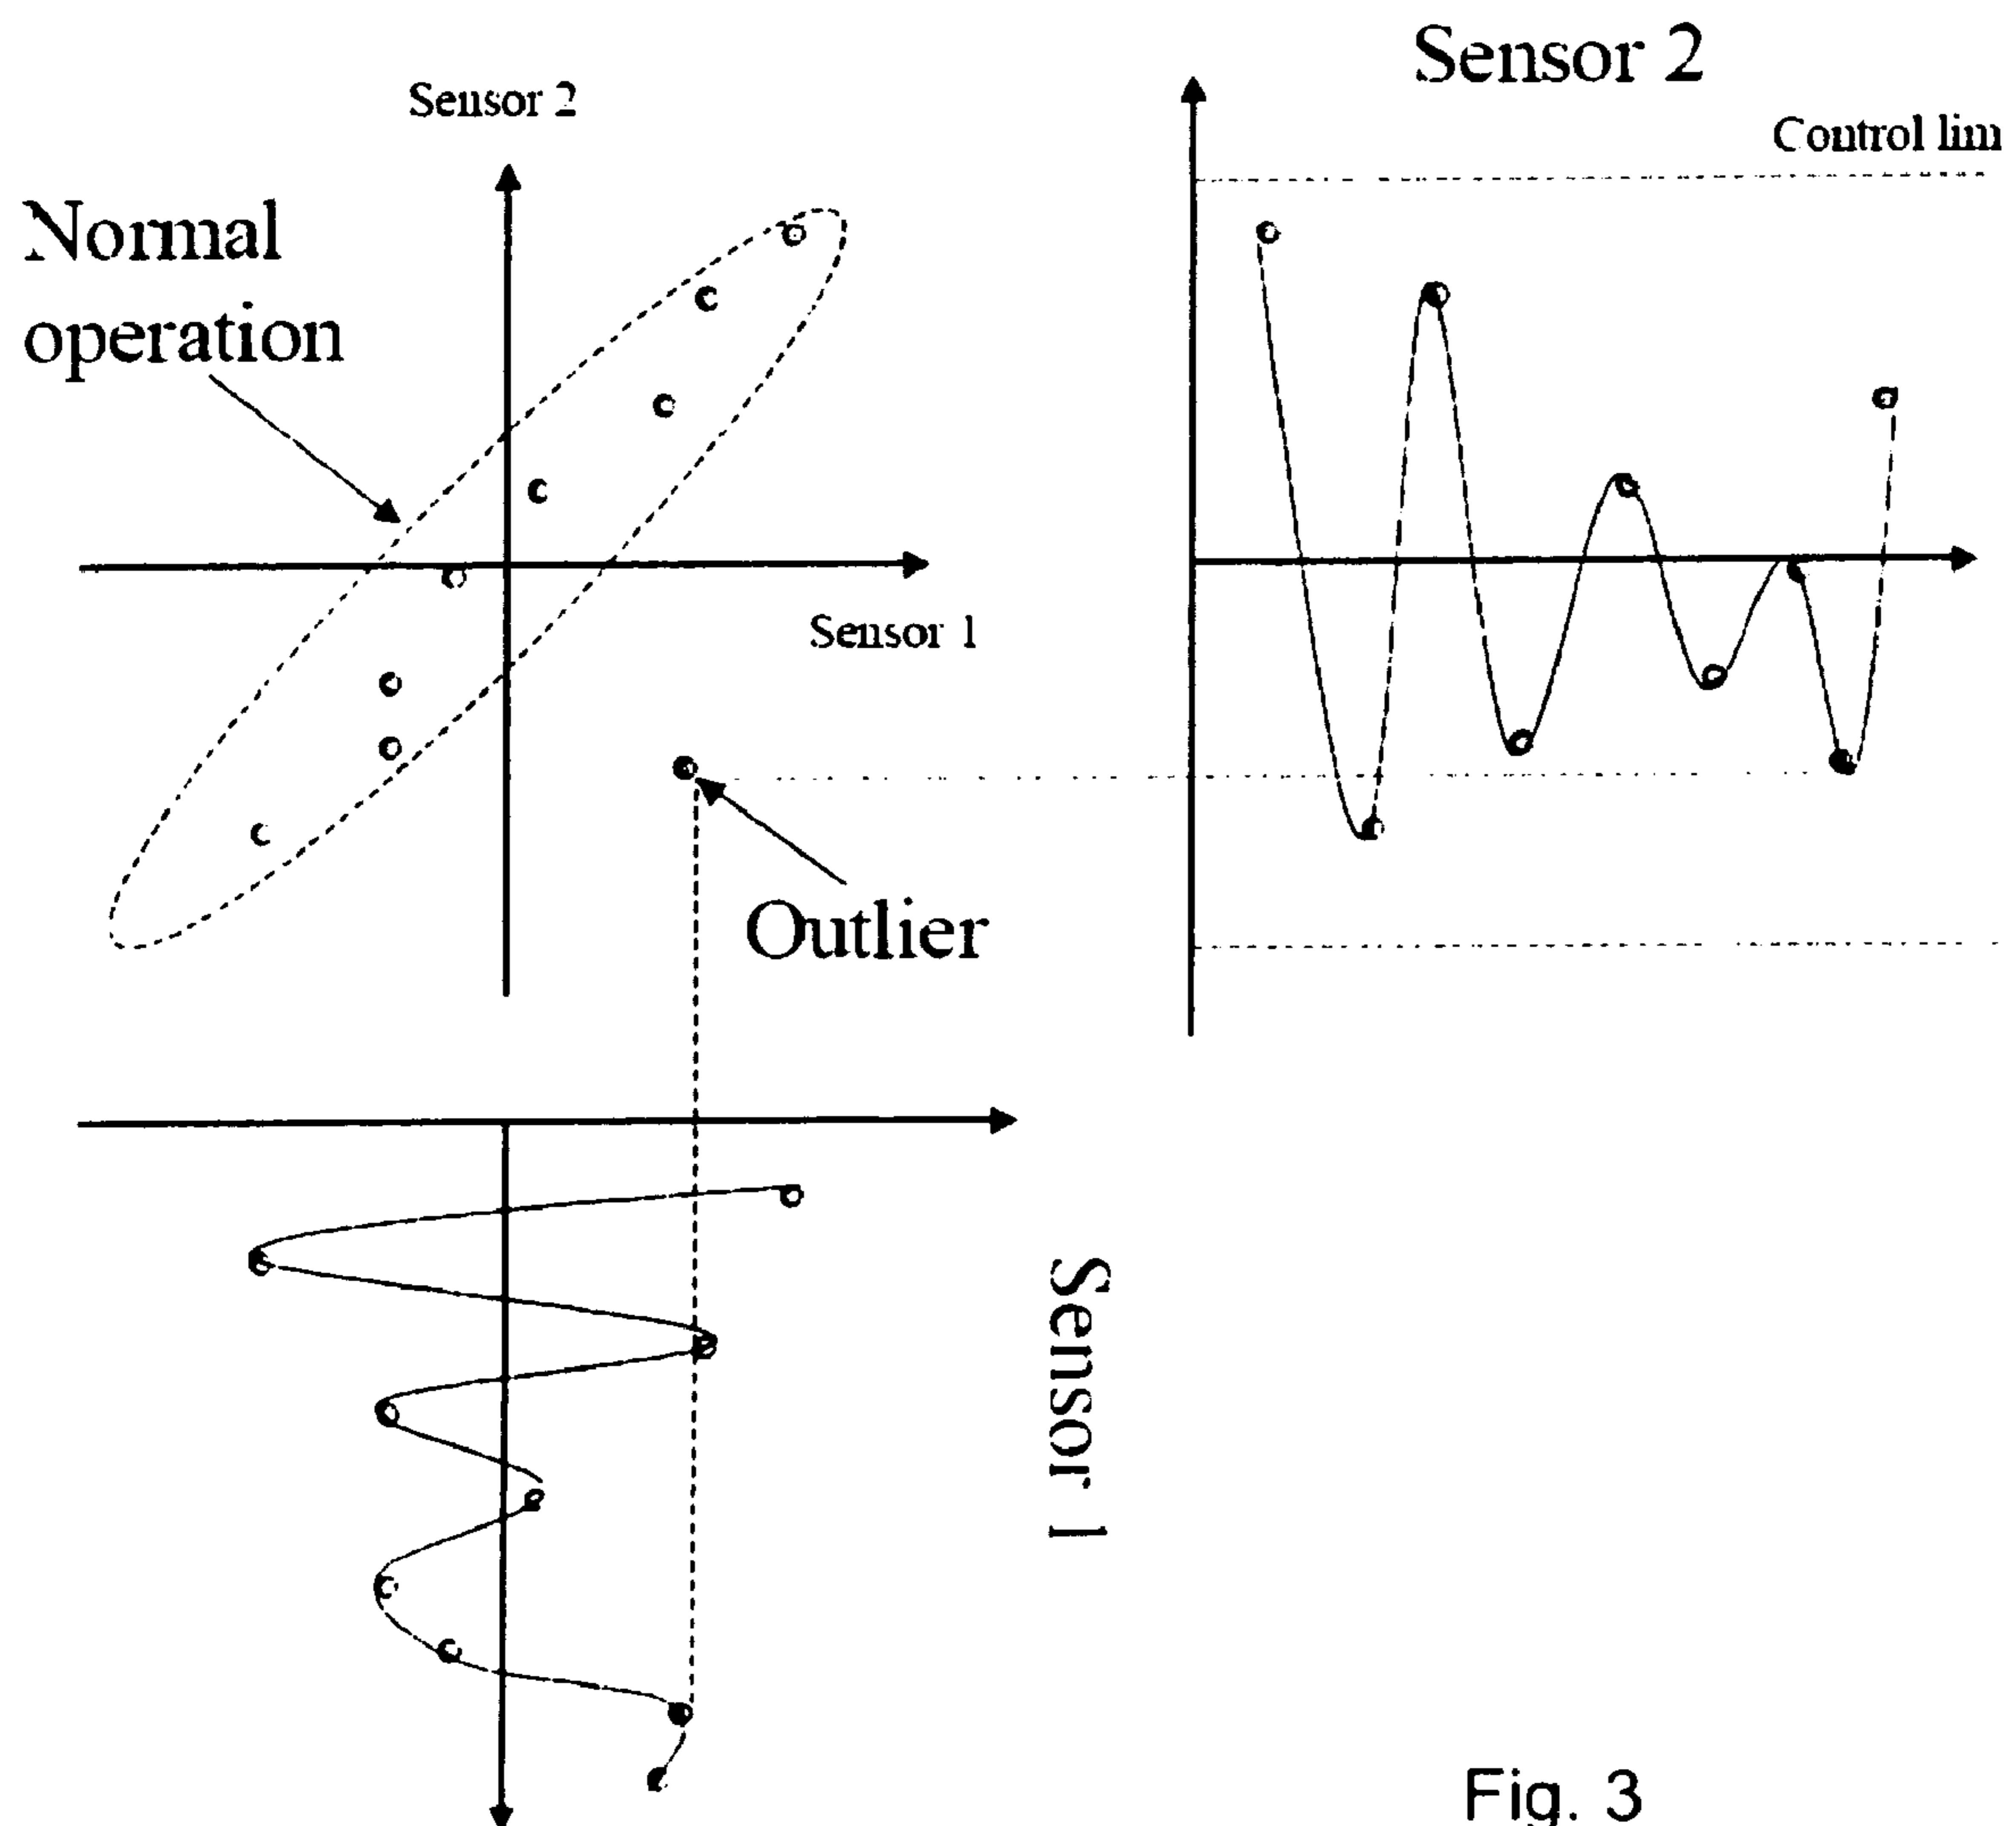 Sensor 2
Sensor 2
Control lim
Normal
operation
Sensor 1
Outlier
Sensor 1
Fig. 3